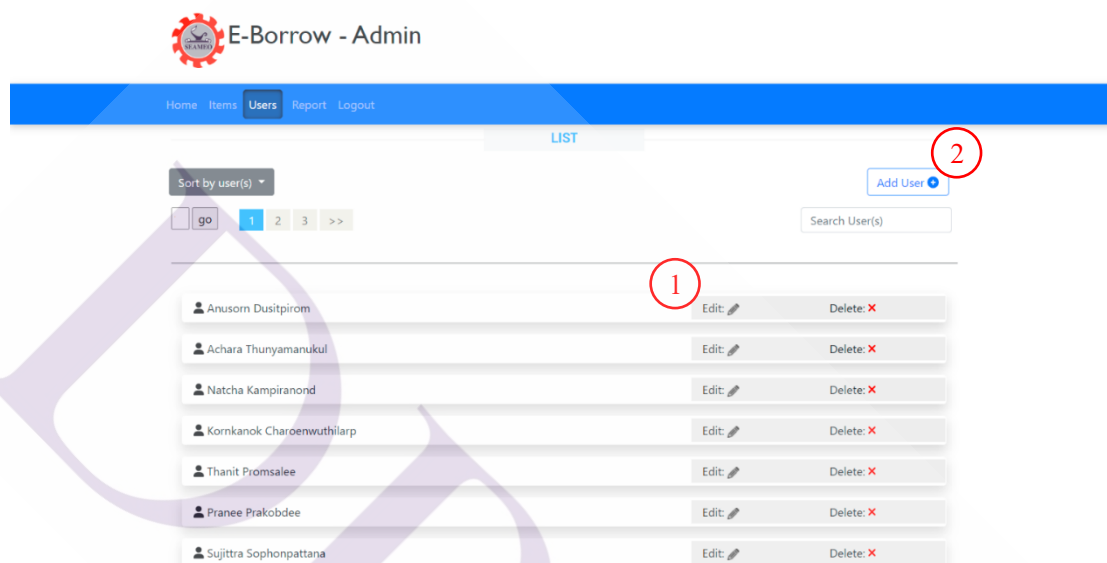 SEAMEO
E-Borrow - Admin
Home Items Users Report Logout
LIST
2
Sort by user(s)
Add User
go 1 2 3 >>
Search User(s)
1
Anusorn Dusitpirom Edit: Delete:
Achara Thunyamanukul Edit: Delete:
Natcha Kampiranond Edit: Delete:
Kornkanok Charoenwuthilarp Edit: Delete:
Thanit Promsalee Edit: Delete:
Pranee Prakobdee Edit: Delete:
Sujittra Sophonpattana Edit: Delete: